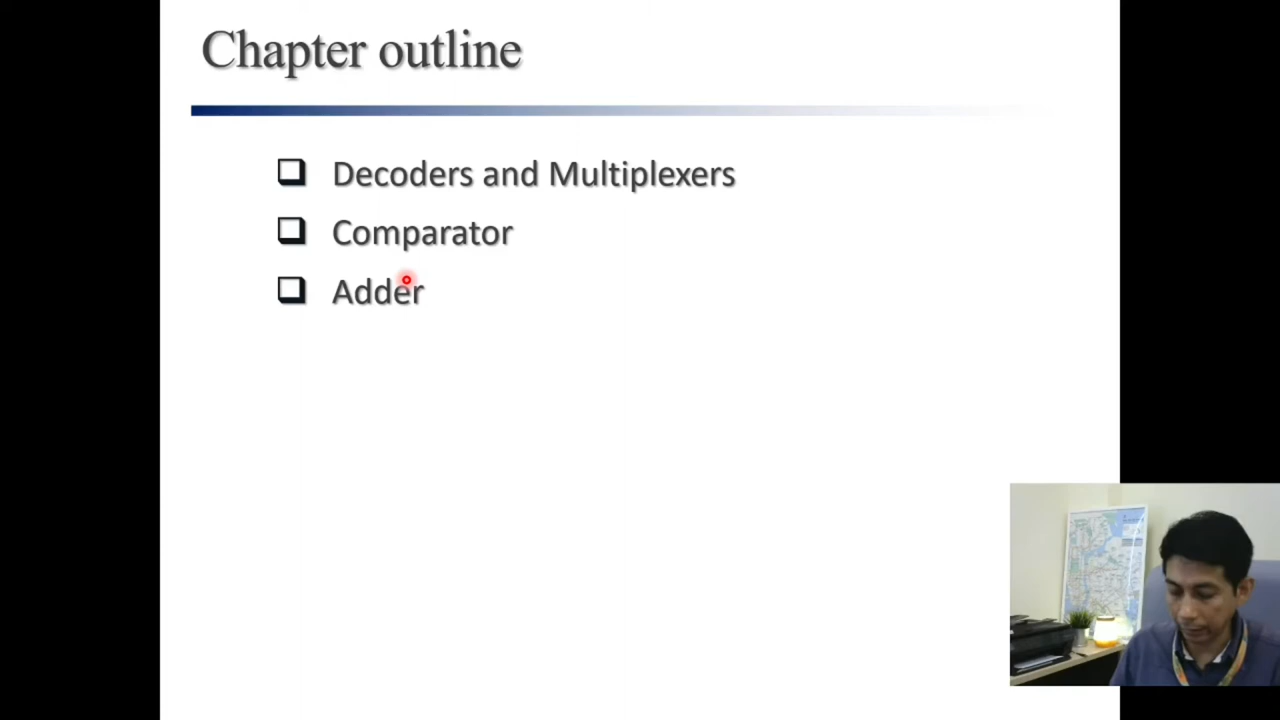 Chapter outline
Decoders and Multiplexers
Comparator
Adder